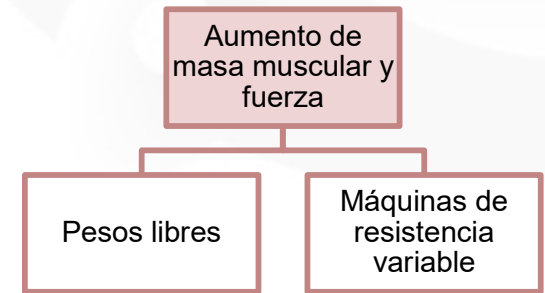 Aumento de
masa muscular y
fuerza
Pesos libres
Máquinas de
resistencia
variable